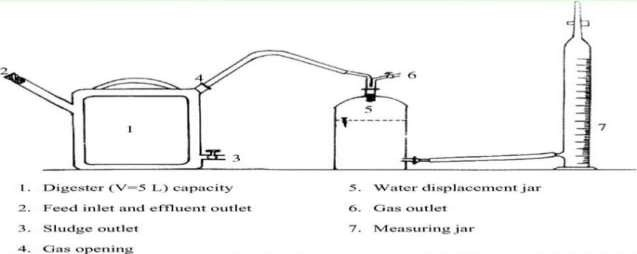 2
4
6
5
1
3
7
1. Digester (V=5 L) capacity
2. Feed inlet and effluent outlet
3. Sludge outlet
4. Gas opening
5. Water displacement jar
6. Gas outlet
7. Measuring jar